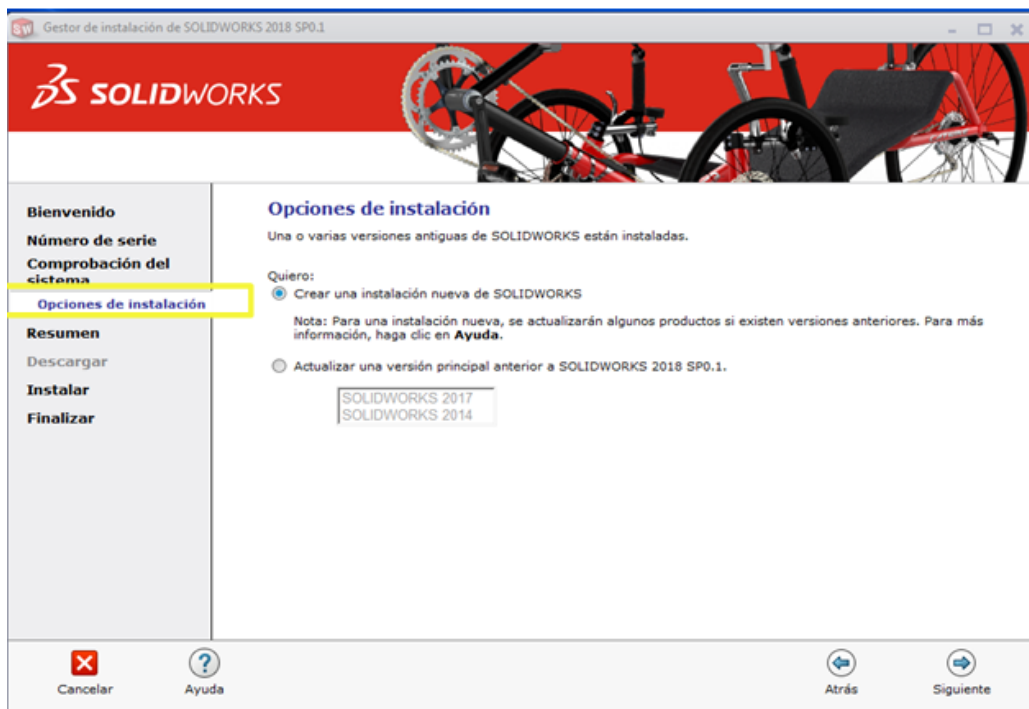 Gestor de instalación de SOLIDWORKS 2018 SP0.1
SOLIDWORKS
Bienvenido
Número de serie
Comprobación del
sistema
Opciones de instalación
Resumen
Descargar
Instalar
Finalizar
Opciones de instalación
Una o varias versiones antiguas de SOLIDWORKS están instaladas.
Quiero:
Crear una instalación nueva de SOLIDWORKS
Nota: Para una instalación nueva, se actualizarán algunos productos si existen versiones anteriores. Para más
información, haga clic en Ayuda.
Actualizar una versión principal anterior a SOLIDWORKS 2018 SP0.1.
SOLIDWORKS 2017
SOLIDWORKS 2014
Cancelar
Ayuda
Atrás
Siguiente